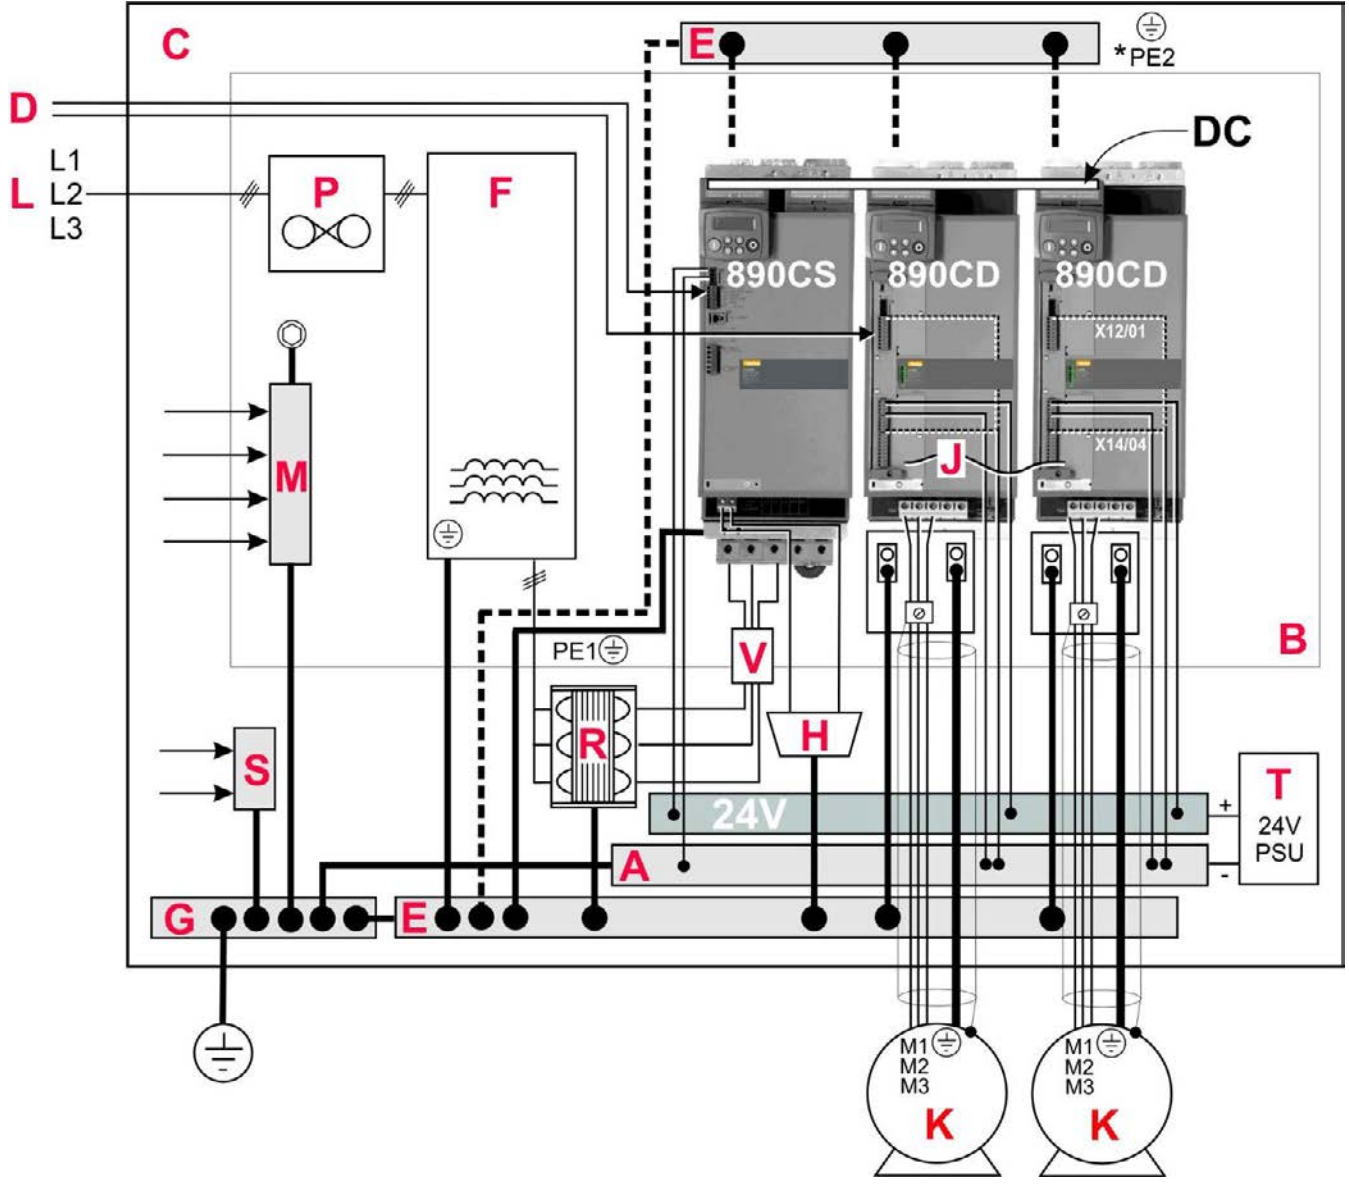 C
E
*PE2
D
DC
L1
L L2
L3
P
F
890CS
890CD
890CD
X12/01
M
J
X14/04
B
PE1
V
R
H
S
T
24V
PSU
24V
+
A
-
G
E
M1
M2
M3
K
M1
M2
M3
K